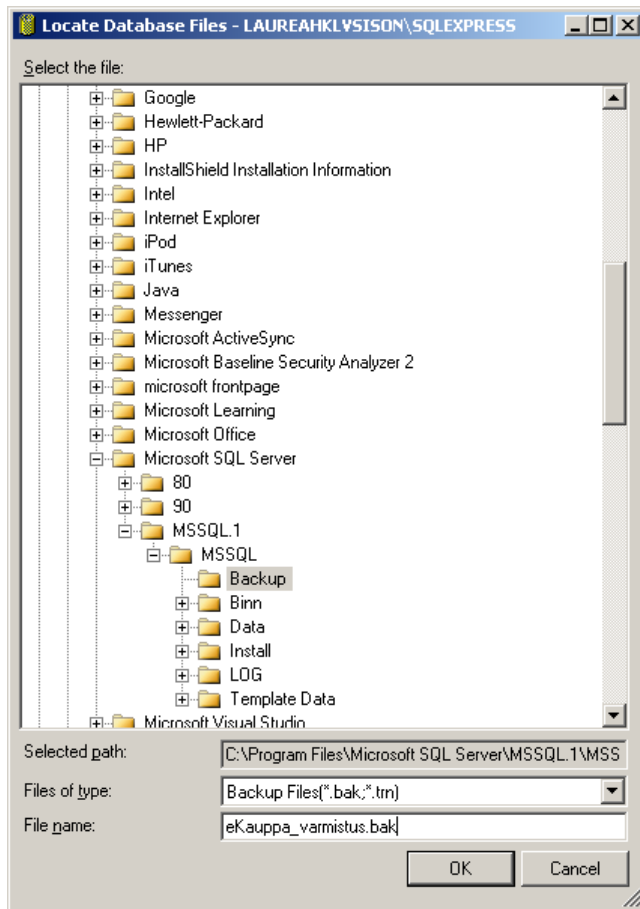 Locate Database Files - LAUREAHKLVSISON\SQLEXPRESS
Select the file:
Google
Hewlett-Packard
HP
InstallShield Installation Information
Intel
Internet Explorer
iPod
iTunes
Java
Messenger
Microsoft ActiveSync
Microsoft Baseline Security Analyzer 2
microsoft frontpage
Microsoft Learning
Microsoft Office
Microsoft SQL Server
80
90
MSSQL.1
MSSQL
Backup
Binn
Data
Install
LOG
Template Data
Microsoft Visual Studio
Selected path: C:\Program Files\Microsoft SQL Server\MSSQL.1\MSS
Files of type: Backup Files(*.bak;*.trn)
File name: eKauppa_varmistus.bak
OK Cancel